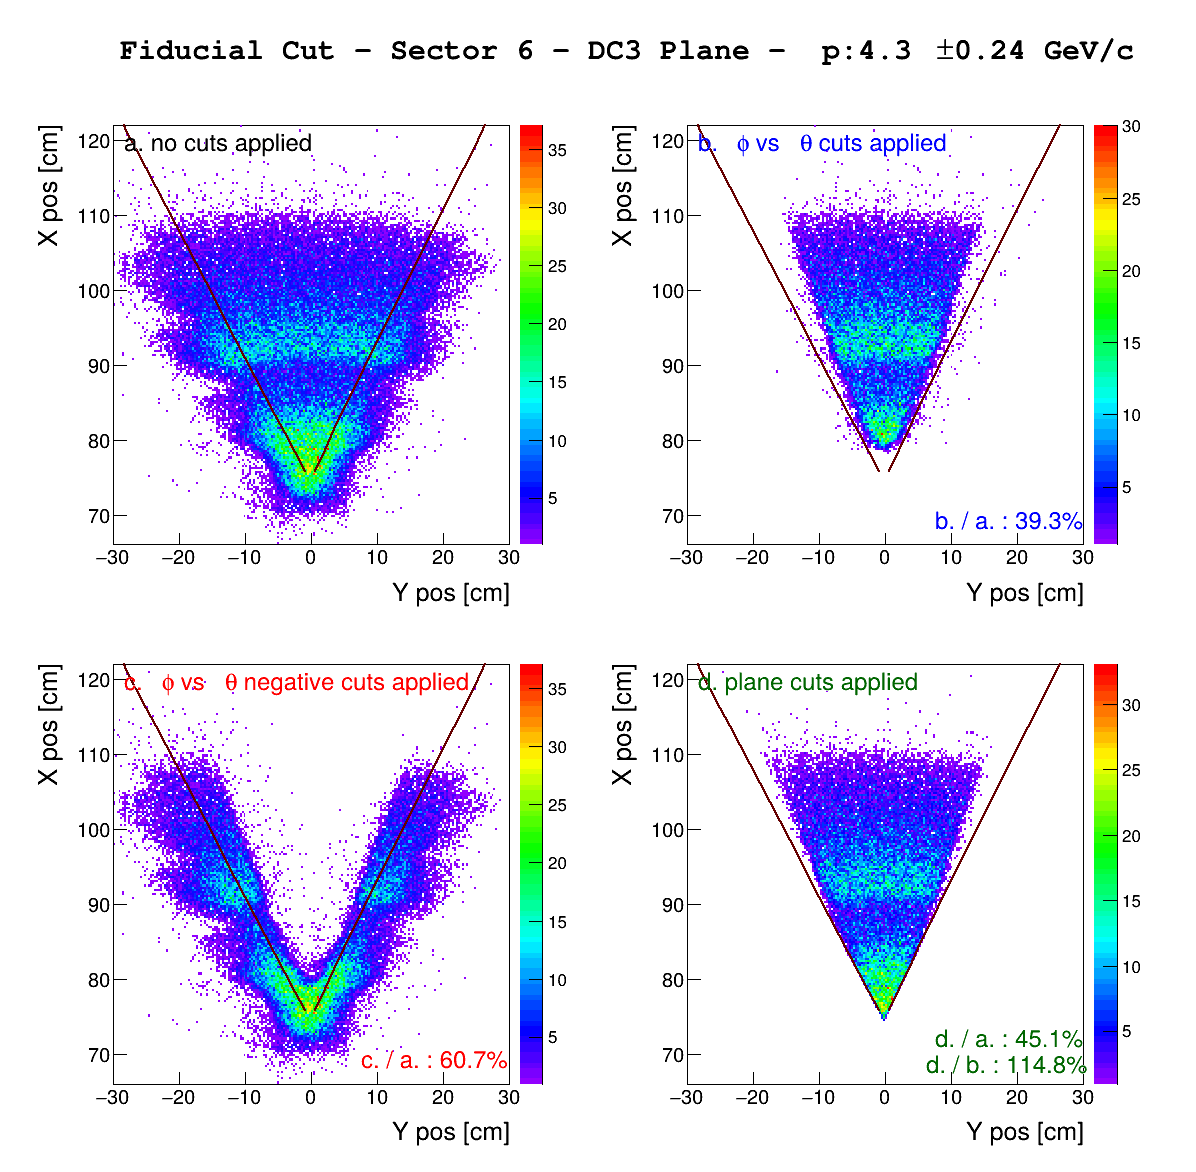 Fiducial Cut – Sector 6 – DC3 Plane – p:4.3 ±0.24 GeV/c
a. no cuts applied
X pos [cm]
120
110
100
90
80
70
−30 −20 −10 0 10 20 30
Y pos [cm]
35
30
25
20
15
10
5
b. ϕ vs θ cuts applied
X pos [cm]
120
110
100
90
80
70
b. / a. : 39.3%
−30 −20 −10 0 10 20 30
Y pos [cm]
30
25
20
15
10
5
c. ϕ vs θ negative cuts applied
X pos [cm]
120
110
100
90
80
70
c. / a. : 60.7%
−30 −20 −10 0 10 20 30
Y pos [cm]
35
30
25
20
15
10
5
d. plane cuts applied
X pos [cm]
120
110
100
90
80
70
d. / a. : 45.1%
d. / b. : 114.8%
−30 −20 −10 0 10 20 30
Y pos [cm]
30
25
20
15
10
5